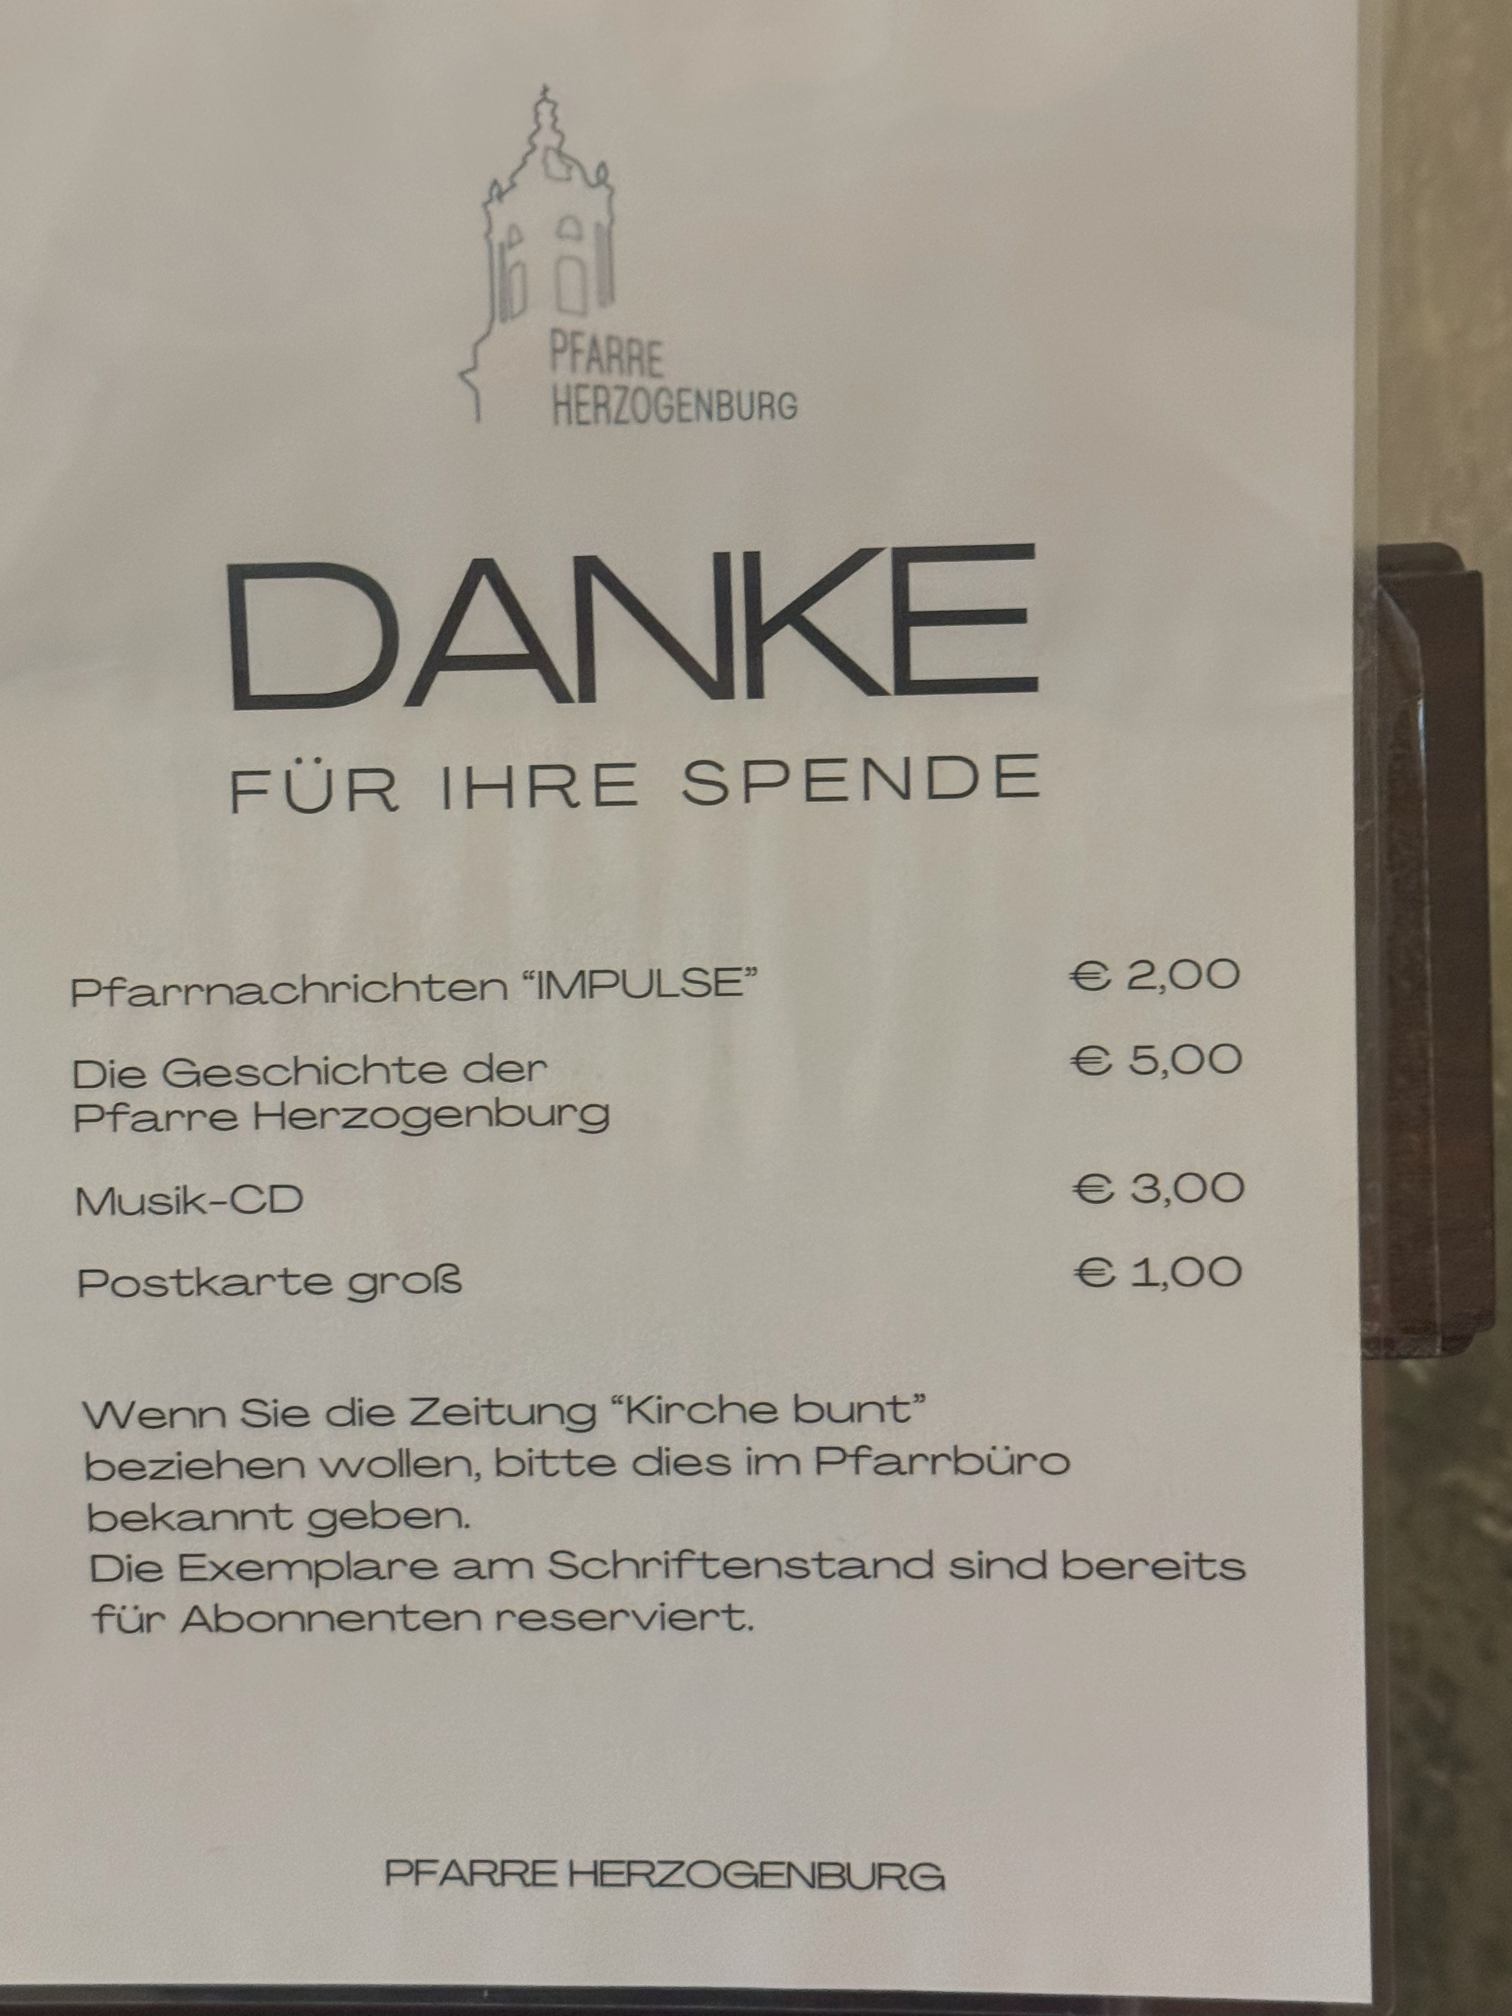 PFARRE
HERZOGENBURG
DANKE
FÜR IHRE SPENDE
Pfarrnachrichten “IMPULSE” € 2,00
Die Geschichte der € 5,00
Pfarre Herzogenburg
Musik-CD € 3,00
Postkarte groß € 1,00
Wenn Sie die Zeitung “Kirche bunt”
beziehen wollen, bitte dies im Pfarrbüro
bekannt geben.
Die Exemplare am Schriftenstand sind bereits
für Abonnenten reserviert.
PFARRE HERZOGENBURG